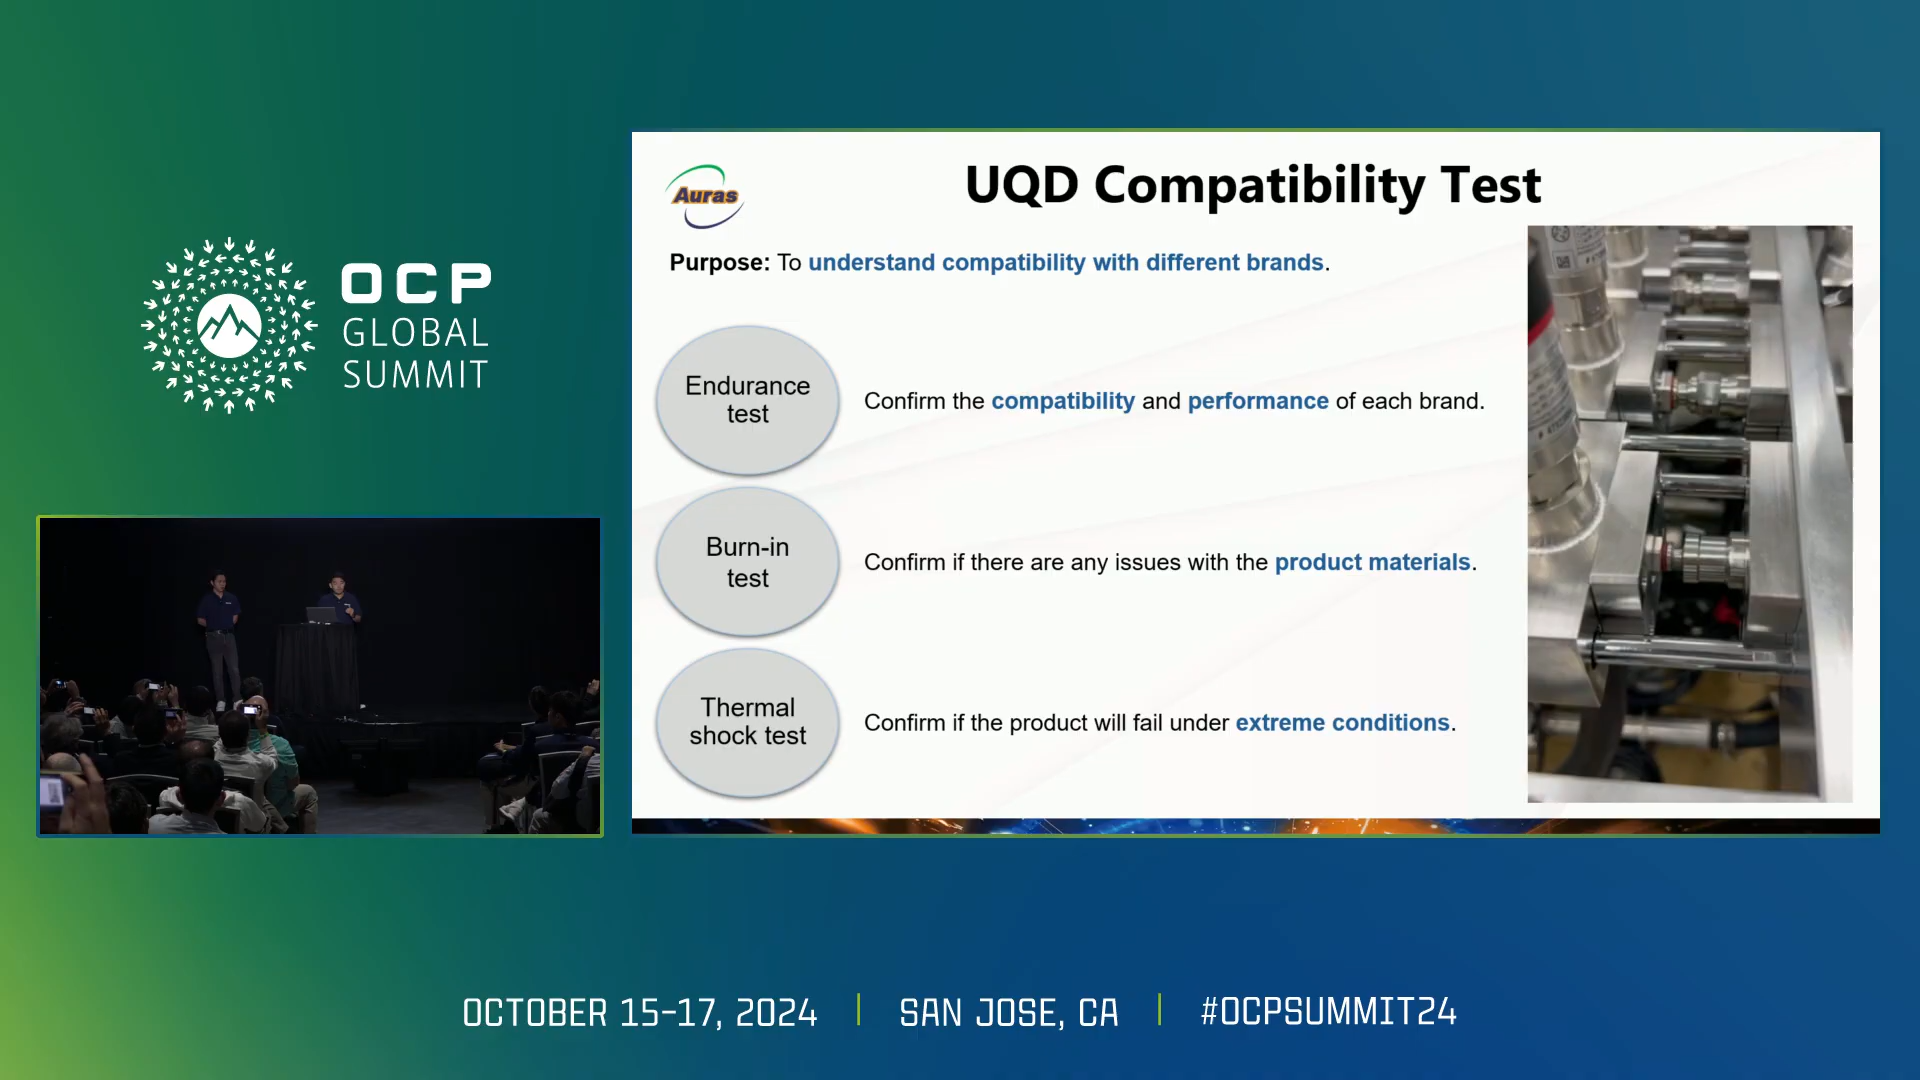 OCP
GLOBAL
SUMMIT
Auras
UQD Compatibility Test
Purpose: To understand compatibility with different brands.
Endurance
test
Confirm the compatibility and performance of each brand.
Burn-in
test
Confirm if there are any issues with the product materials.
Thermal
shock test
Confirm if the product will fail under extreme conditions.
OCTOBER 15-17, 2024 | SAN JOSE, CA | #OCPSUMMIT24